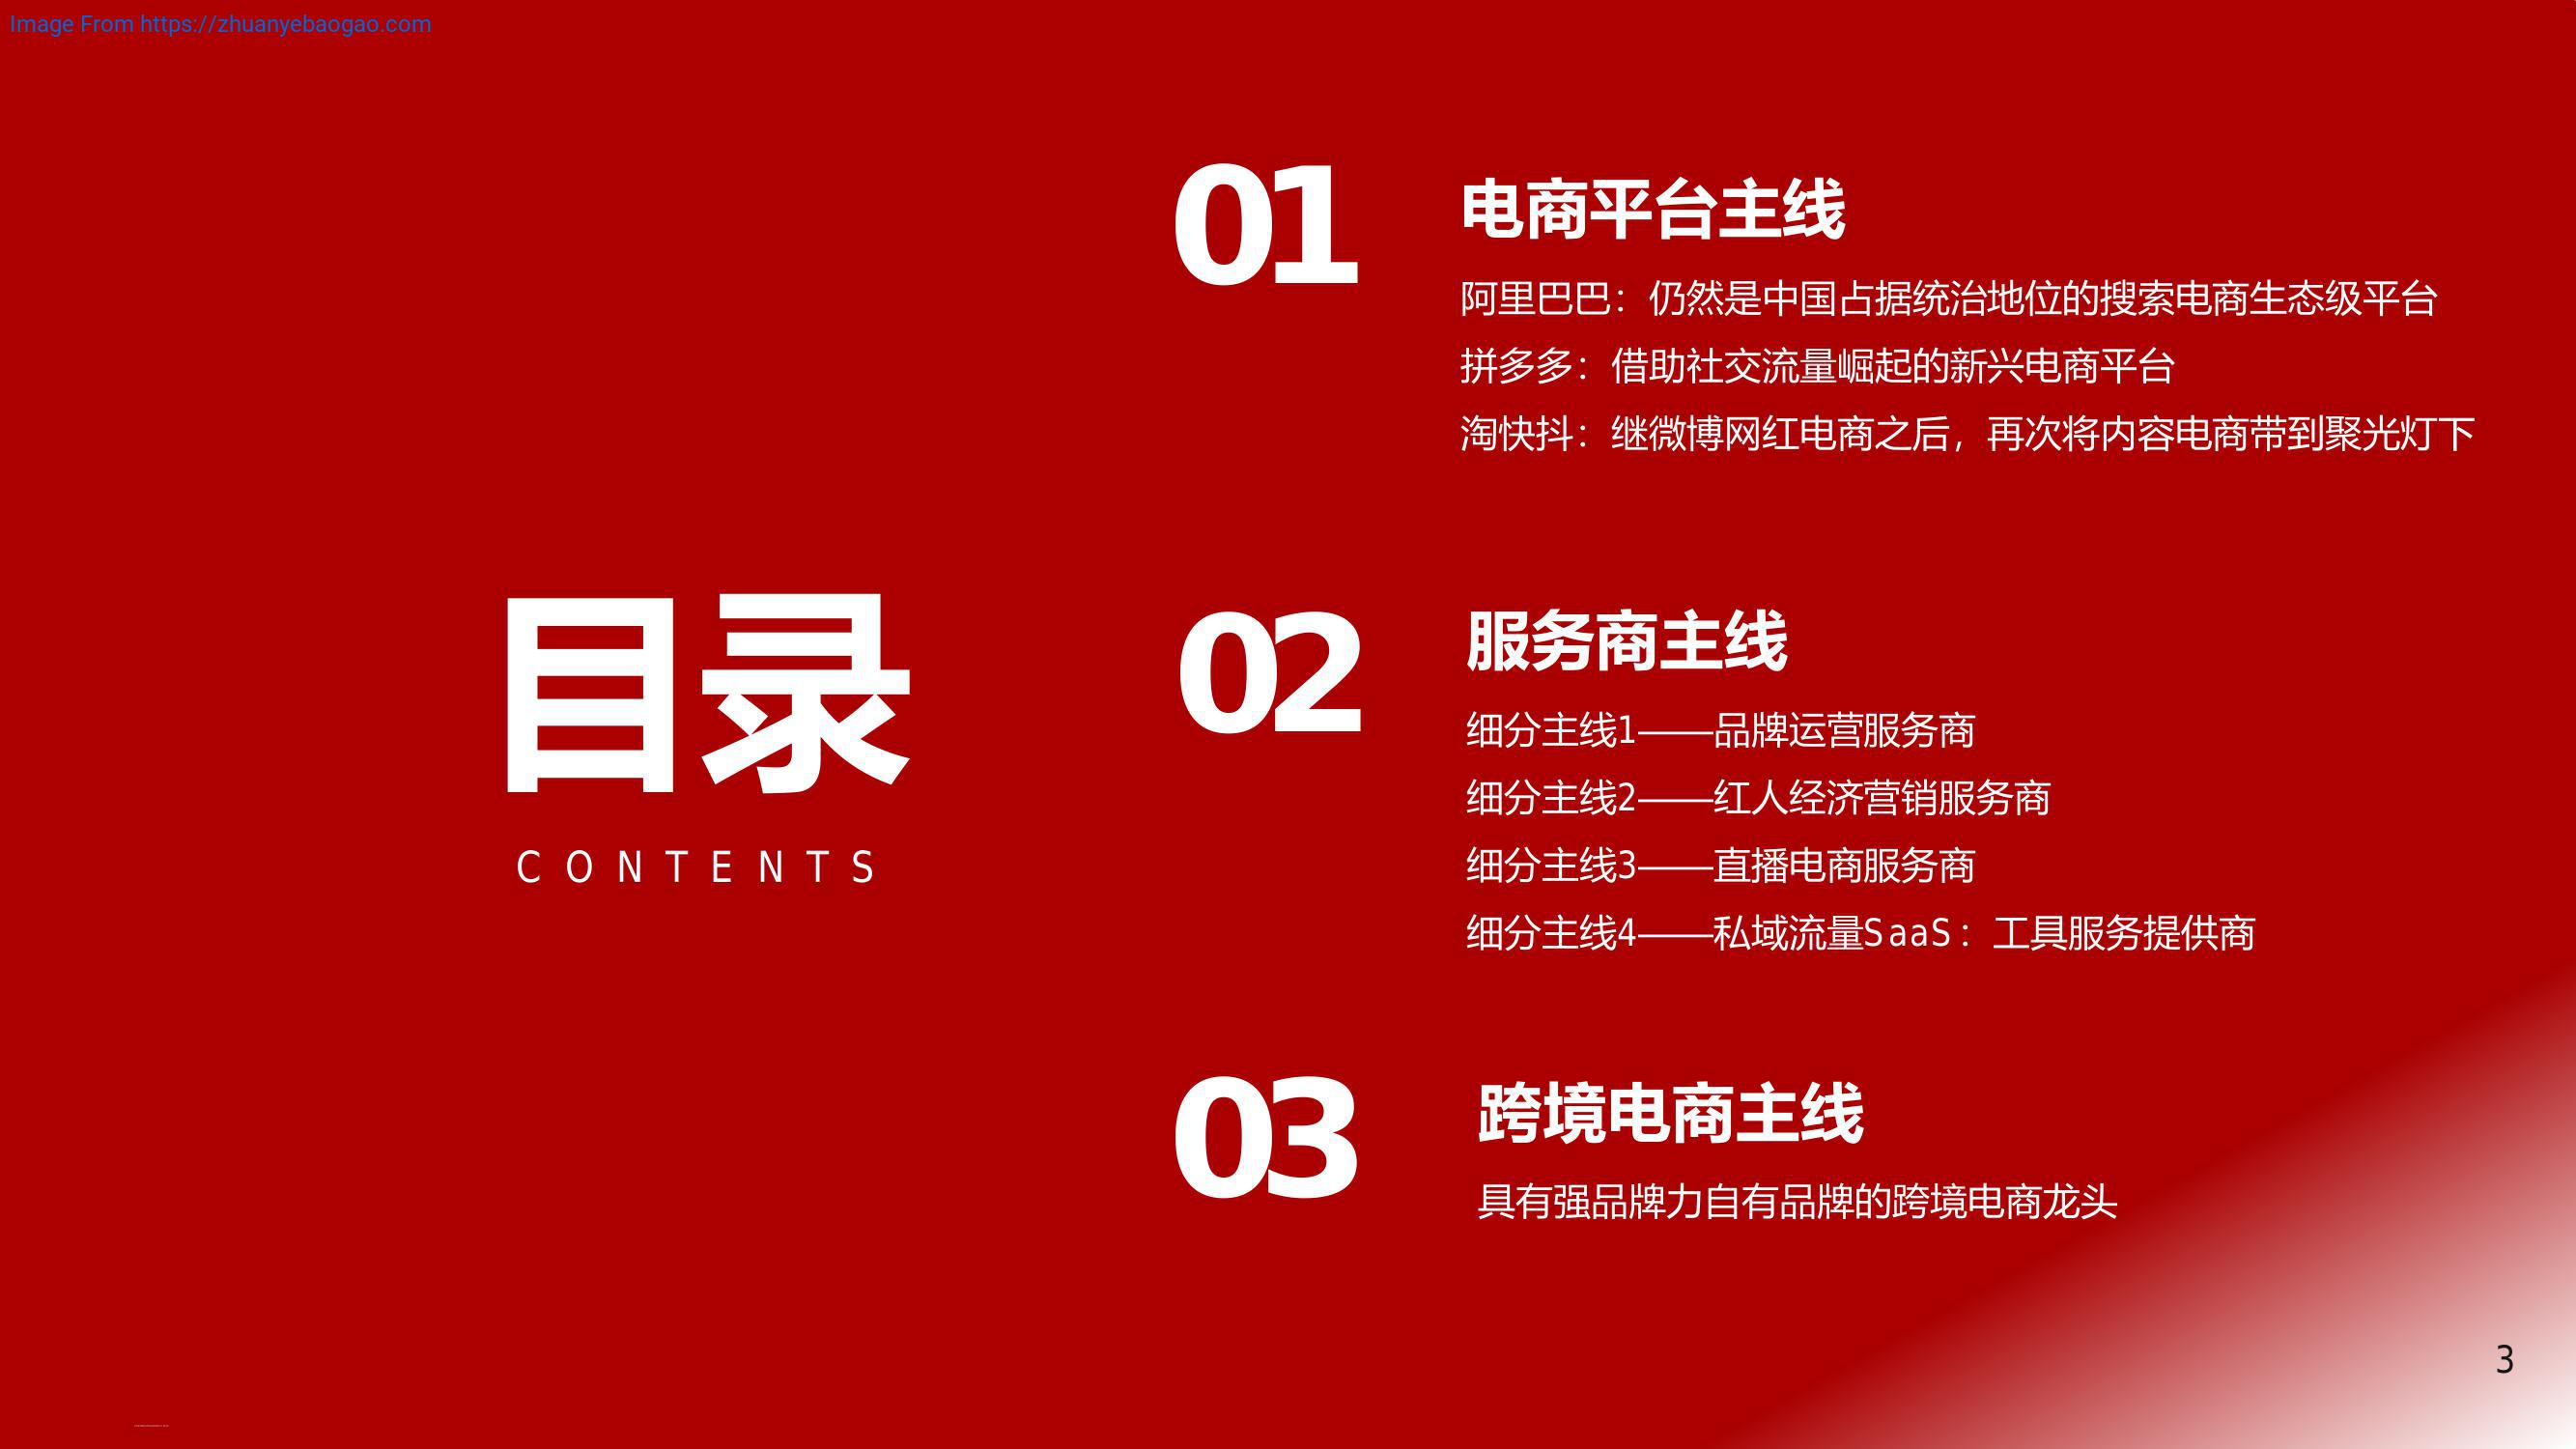 Image From https://zhuanyebaogao.com
01
电商平台主线
阿里巴巴：仍然是中国占据统治地位的搜索电商生态级平台
拼多多：借助社交流量崛起的新兴电商平台
淘快抖：继微博网红电商之后，再次将内容电商带到聚光灯下
目录
CONTENTS
02
服务商主线
细分主线1——品牌运营服务商
细分主线2——红人经济营销服务商
细分主线3——直播电商服务商
细分主线4——私域流量SaaS：工具服务提供商
03
跨境电商主线
具有强品牌力自有品牌的跨境电商龙头
3